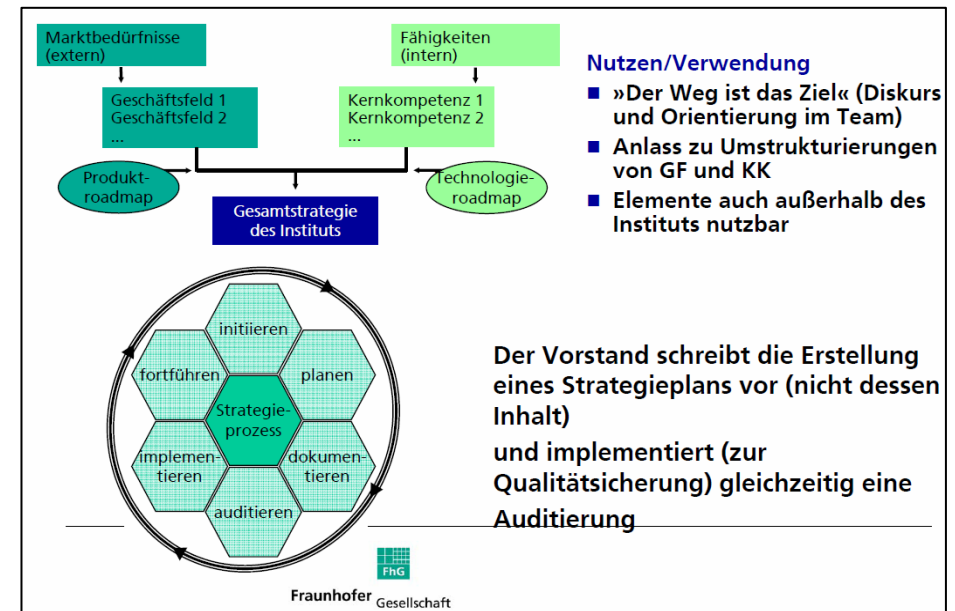 Marktbedürfnisse
(extern)
Fähigkeiten
(intern)
Geschäftsfeld 1
Geschäftsfeld 2
...
Kernkompetenz 1
Kernkompetenz 2
...
Produkt-
roadmap
Technologie-
roadmap
Gesamtstrategie
des Instituts
Nutzen/Verwendung
■ »Der Weg ist das Ziel« (Diskurs
und Orientierung im Team)
■ Anlass zu Umstrukturierungen
von GF und KK
■ Elemente auch außerhalb des
Instituts nutzbar
initiieren
fortführen
planen
Strategie-
prozess
implemen-
tieren
dokumen-
tieren
auditieren
Der Vorstand schreibt die Erstellung
eines Strategieplans vor (nicht dessen
Inhalt)
und implementiert (zur
Qualitätsicherung) gleichzeitig eine
Auditierung
FhG
Fraunhofer Gesellschaft